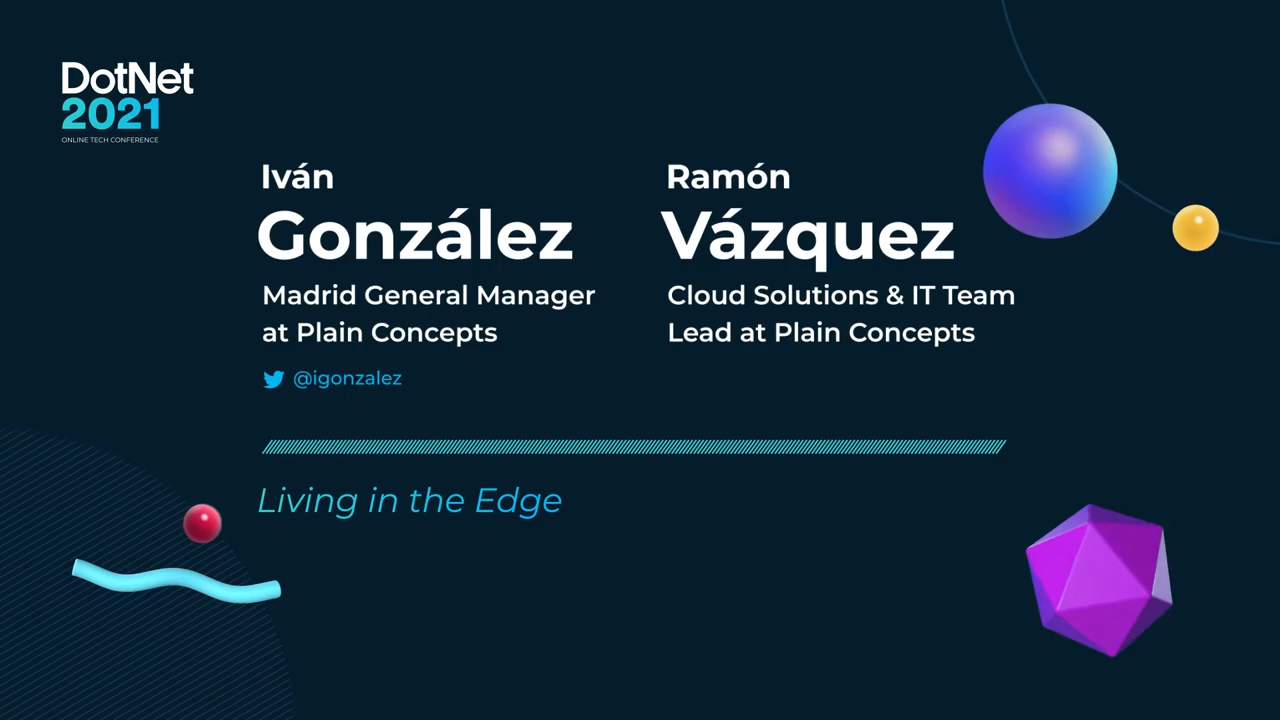 DotNet
2021
ONLINE TECH CONFERENCE
Iván
González
Madrid General Manager
at Plain Concepts
@igonzalez
Ramón
Vázquez
Cloud Solutions & IT Team
Lead at Plain Concepts
Living in the Edge